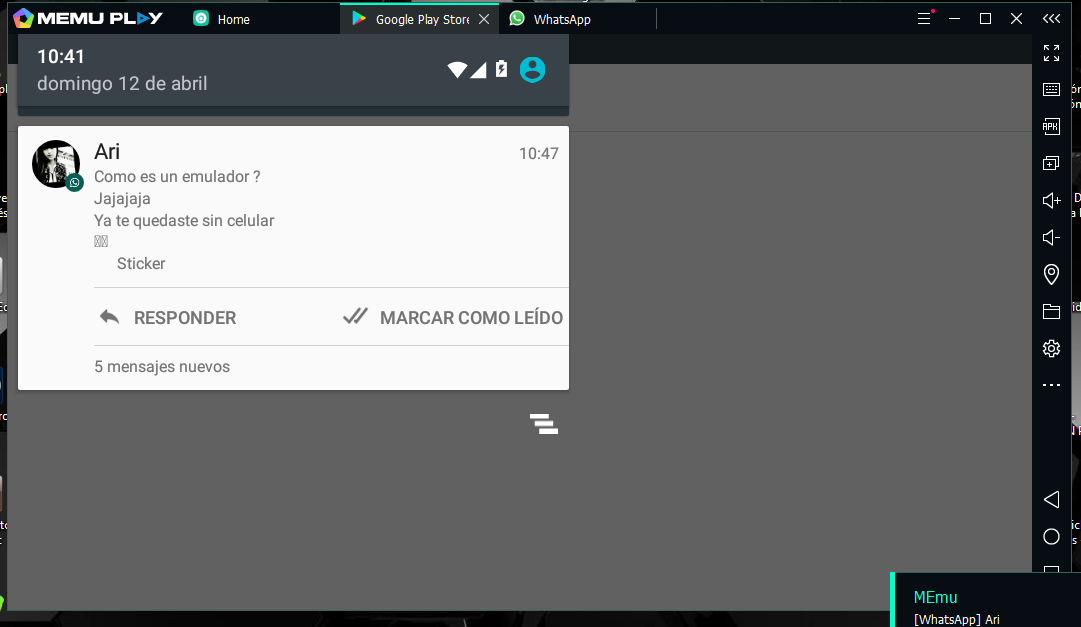 MEMU PLAY
Home
Google Play Store
WhatsApp
10:41
domingo 12 de abril
Ari
10:47
Como es un emulador ?
Jajajaja
Ya te quedaste sin celular
Sticker
RESPONDER
MARCAR COMO LEÍDO
5 mensajes nuevos
APK
MEmu
[WhatsApp] Ari